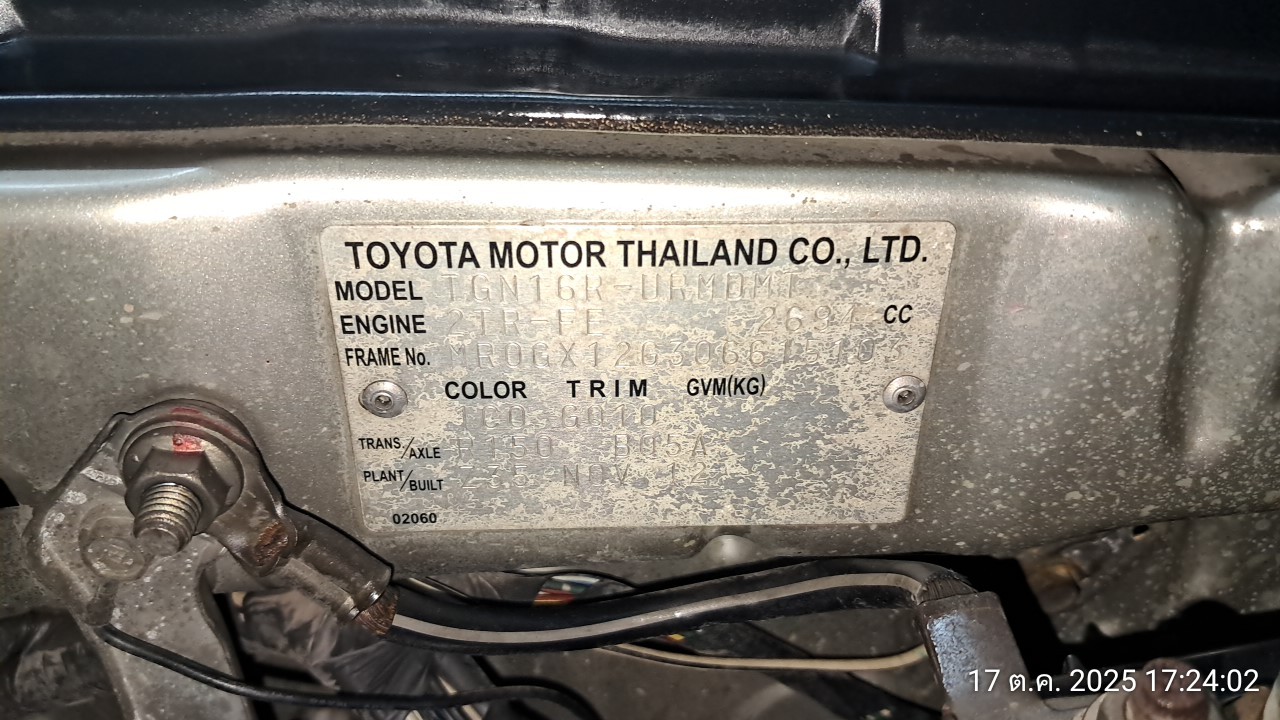 TOYOTA MOTOR THAILAND CO., LTD.
MODEL TGN16R-URMDMT
ENGINE 2TR-FE 2694 CC
FRAME No.
COLOR TRIM GVM(KG)
TRANS./AXLE
PLANT/BUILT Z35 NOV 12
02060
17 ต.ค. 2025 17:24:02